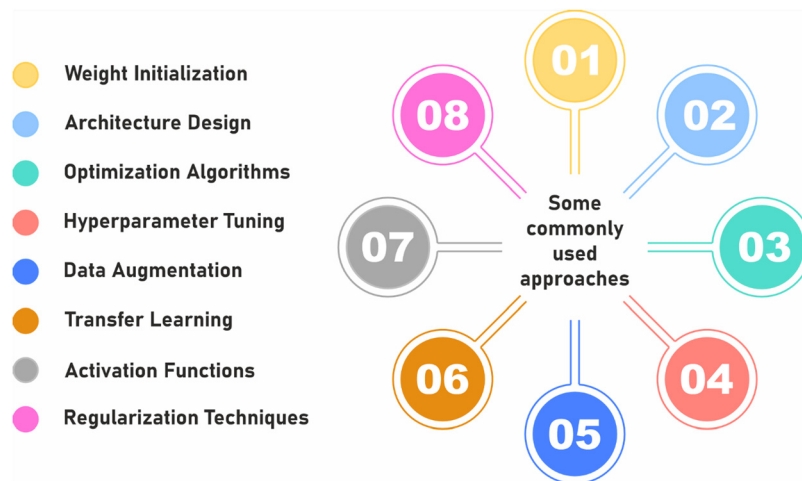 Weight Initialization
Architecture Design
Optimization Algorithms
Hyperparameter Tuning
Data Augmentation
Transfer Learning
Activation Functions
Regularization Techniques
01
02
03
04
05
06
07
08
Some
commonly
used
approaches